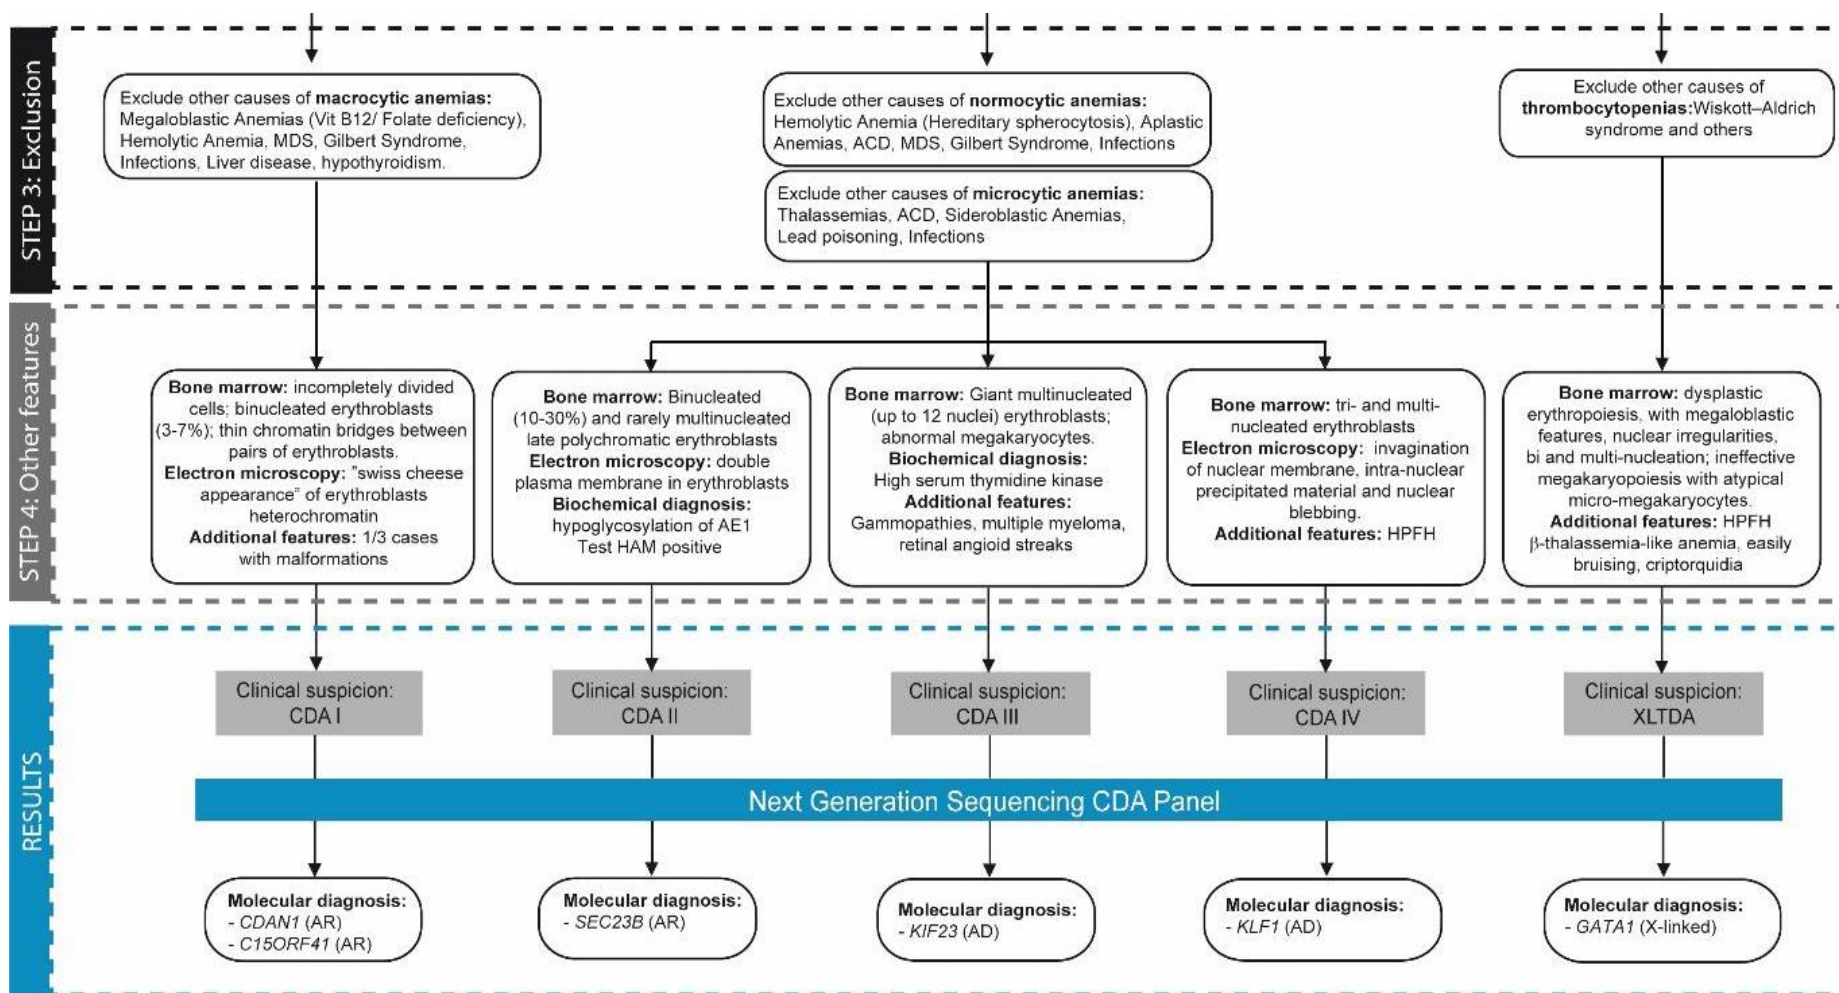 STEP 3: Exclusion
Exclude other causes of macrocytic anemias:
Megaloblastic Anemias (Vit B12/ Folate deficiency),
Hemolytic Anemia, MDS, Gilbert Syndrome,
Infections, Liver disease, hypothyroidism.
Exclude other causes of normocytic anemias:
Hemolytic Anemia (Hereditary spherocytosis), Aplastic
Anemias, ACD, MDS, Gilbert Syndrome, Infections
Exclude other causes of microcytic anemias:
Thalassemias, ACD, Sideroblastic Anemias,
Lead poisoning, Infections
Exclude other causes of
thrombocytopenias:Wiskott–Aldrich
syndrome and others
STEP 4: Other features
Bone marrow: incompletely divided
cells; binucleated erythroblasts
(3-7%); thin chromatin bridges between
pairs of erythroblasts.
Electron microscopy: "swiss cheese
appearance" of erythroblasts
heterochromatin
Additional features: 1/3 cases
with malformations
Bone marrow: Binucleated
(10-30%) and rarely multinucleated
late polychromatic erythroblasts
Electron microscopy: double
plasma membrane in erythroblasts
Biochemical diagnosis:
hypoglycosylation of AE1
Test HAM positive
Bone marrow: Giant multinucleated
(up to 12 nuclei) erythroblasts;
abnormal megakaryocytes.
Biochemical diagnosis:
High serum thymidine kinase
Additional features:
Gammopathies, multiple myeloma,
retinal angioid streaks
Bone marrow: tri- and multi-
nucleated erythroblasts
Electron microscopy: invagination
of nuclear membrane, intra-nuclear
precipitated material and nuclear
blebbing.
Additional features: HPFH
Bone marrow: dysplastic
erythropoiesis, with megaloblastic
features, nuclear irregularities,
bi and multi-nucleation; ineffective
megakaryopoiesis with atypical
micro-megakaryocytes.
Additional features: HPFH
β-thalassemia-like anemia, easily
bruising, criptorquidia
RESULTS
Clinical suspicion:
CDA I
Clinical suspicion:
CDA II
Clinical suspicion:
CDA III
Clinical suspicion:
CDA IV
Clinical suspicion:
XLTDA
Next Generation Sequencing CDA Panel
Molecular diagnosis:
- CDAN1 (AR)
- C15ORF41 (AR)
Molecular diagnosis:
- SEC23B (AR)
Molecular diagnosis:
- KIF23 (AD)
Molecular diagnosis:
- KLF1 (AD)
Molecular diagnosis:
- GATA1 (X-linked)